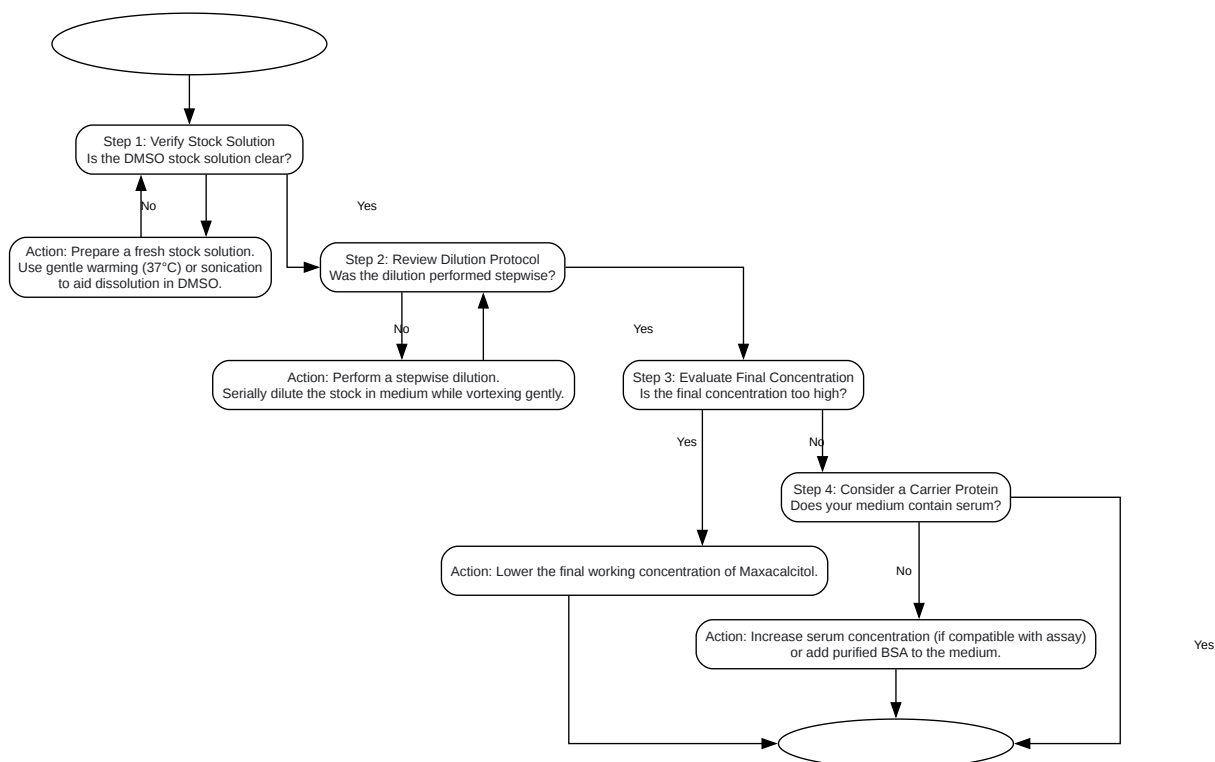 Step 1: Verify Stock Solution
Is the DMSO stock solution clear?
No
Yes
Action: Prepare a fresh stock solution.
Use gentle warming (37°C) or sonication
to aid dissolution in DMSO.
Step 2: Review Dilution Protocol
Was the dilution performed stepwise?
No
Yes
Action: Perform a stepwise dilution.
Serially dilute the stock in medium while vortexing gently.
Step 3: Evaluate Final Concentration
Is the final concentration too high?
Yes
No
Step 4: Consider a Carrier Protein
Does your medium contain serum?
Action: Lower the final working concentration of Maxacalcitol.
No
Action: Increase serum concentration (if compatible with assay)
or add purified BSA to the medium.
Yes